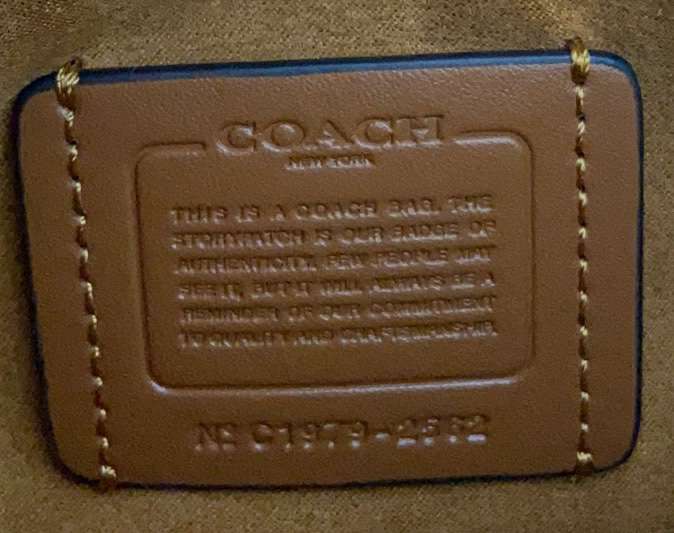 COACH
NEW YORK
THIS IS A COACH BAG. THE
STORYPATCH IS OUR BADGE OF
AUTHENTICITY. FEW PEOPLE MAY
SEE IT, BUT IT WILL ALWAYS BE A
REMINDER OF OUR COMMITMENT
TO QUALITY AND CRAFTSMANSHIP.
Nº C1979-2582